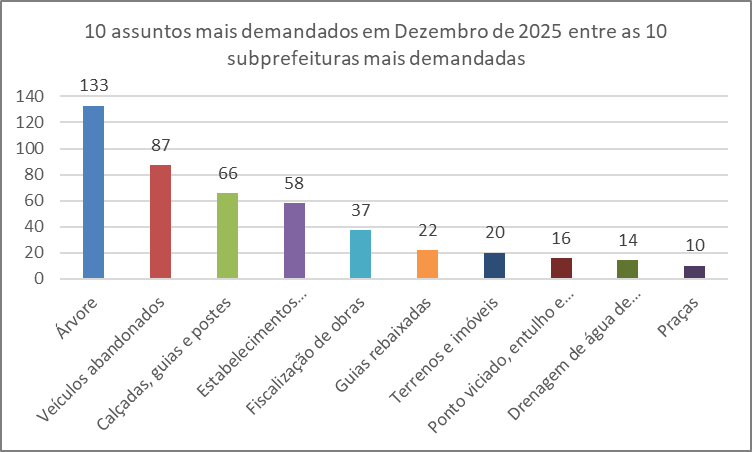 10 assuntos mais demandados em Dezembro de 2025 entre as 10
subprefeituras mais demandadas
133
87
66
58
37
22
20
16
14
10
140
120
100
80
60
40
20
0
Árvore
Veículos abandonados
Calçadas, guias e postes
Estabelecimentos...
Fiscalização de obras
Guias rebaixadas
Terrenos e imóveis
Ponto viciado, entulho e...
Drenagem de água de...
Praças